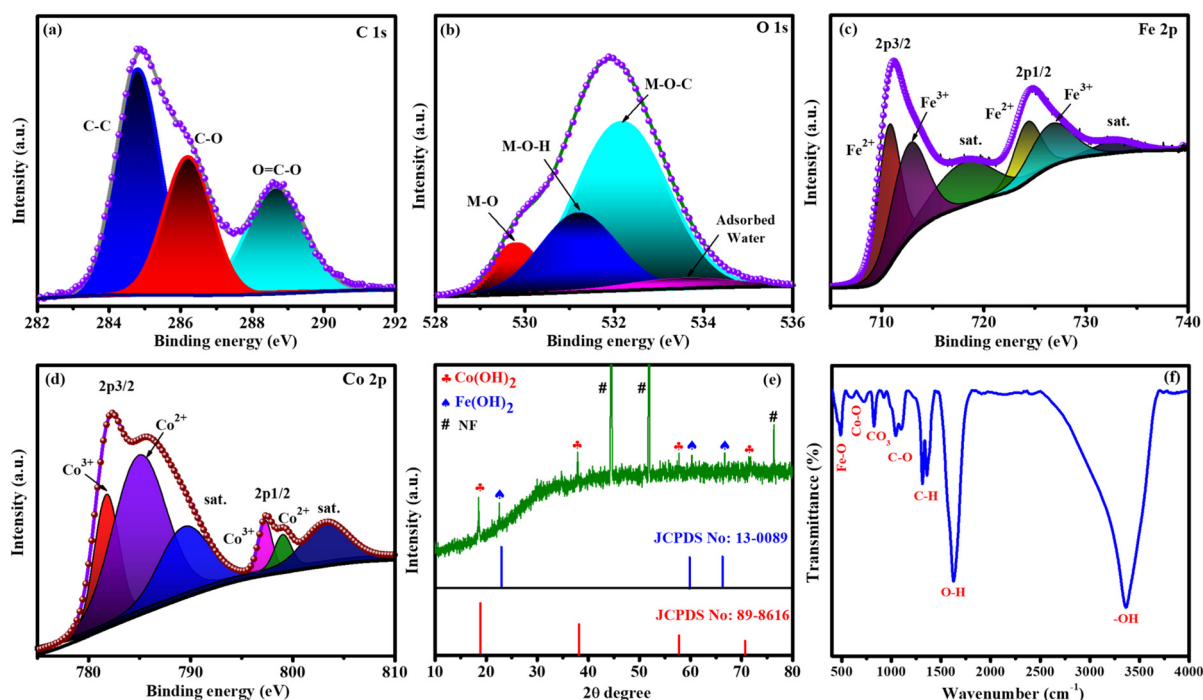 (a)
C 1s
C-C
C-O
O=C-O
Intensity (a.u.)
282 284 286 288 290 292
Binding energy (eV)
(b)
O 1s
M-O-C
M-O-H
M-O
Adsorbed
Water
Intensity (a.u.)
528 530 532 534 536
Binding energy (eV)
(c)
Fe 2p
2p3/2
2p1/2
Fe3+
Fe2+
Fe3+
Fe2+
sat.
sat.
Intensity (a.u.)
710 720 730 740
Binding energy (eV)
(d)
Co 2p
2p3/2
Co2+
Co3+
sat.
2p1/2
Co3+
Co2+
sat.
Intensity (a.u.)
780 790 800 810
Binding energy (eV)
(e)
♣ Co(OH)2
♠ Fe(OH)2
# NF
# # #
JCPDS No: 13-0089
JCPDS No: 89-8616
Intensity (a.u.)
10 20 30 40 50 60 70 80
2θ degree
(f)
Fe-O
Co-O
CO3
C-O
C-H
O-H
-OH
Transmittance (%)
500 1000 1500 2000 2500 3000 3500 4000
Wavenumber (cm-1)